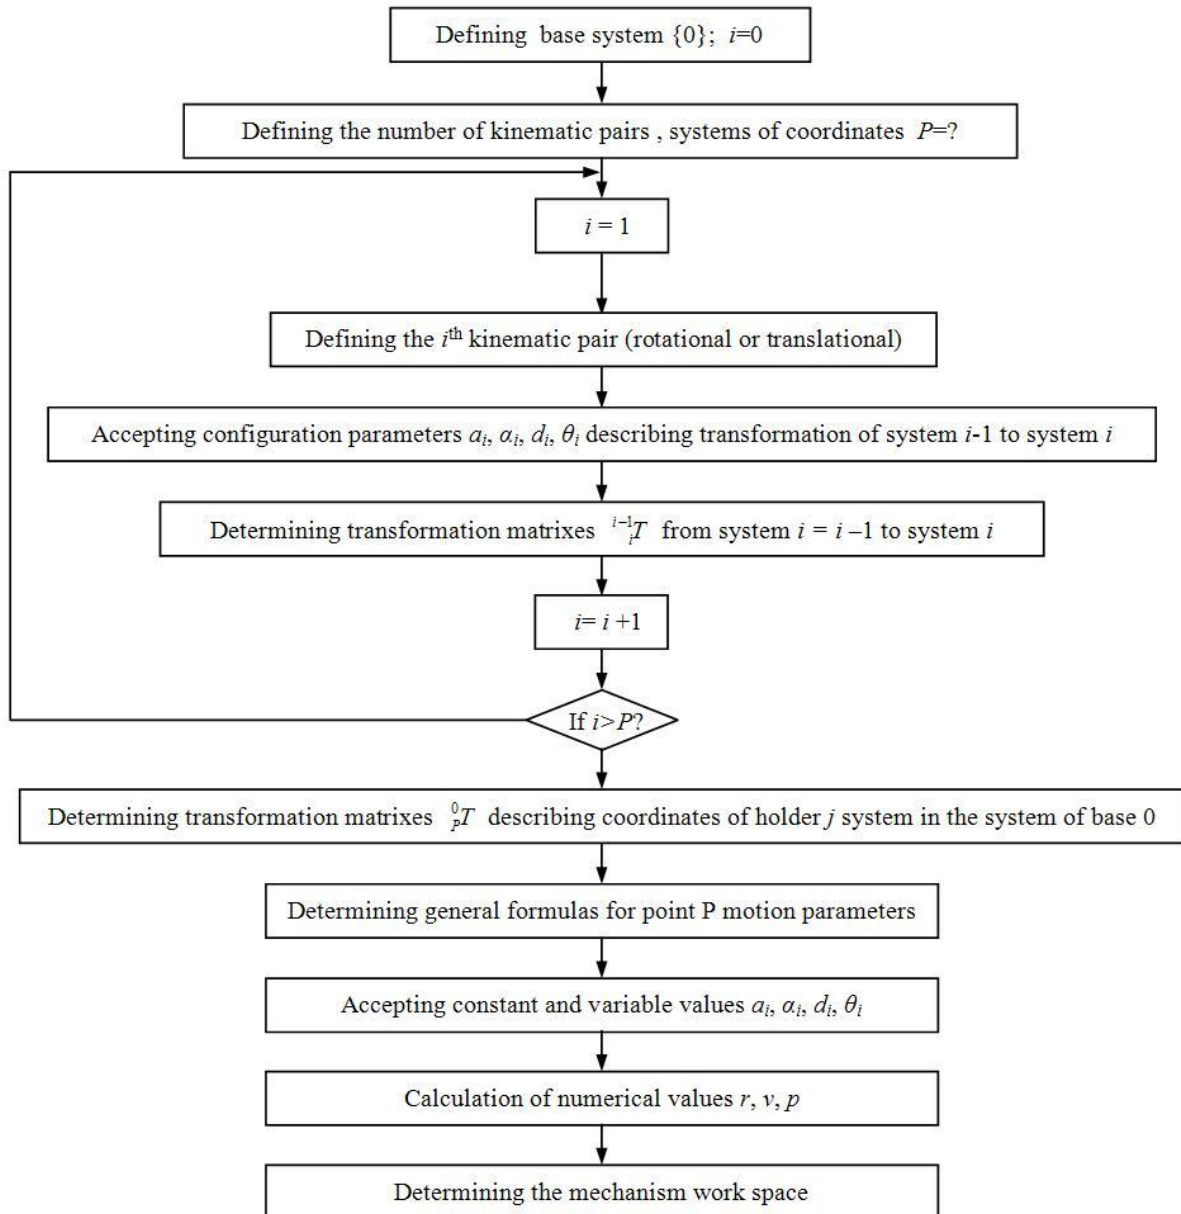 Defining base system {0}; i=0
Defining the number of kinematic pairs , systems of coordinates P=?
i = 1
Defining the iᵗʰ kinematic pair (rotational or translational)
Accepting configuration parameters aᵢ, αᵢ, dᵢ, θᵢ describing transformation of system i-1 to system i
Determining transformation matrixes ⁱ⁻¹ᵢT from system i = i –1 to system i
i= i +1
If i>P?
Determining transformation matrixes ⁰ₚT describing coordinates of holder j system in the system of base 0
Determining general formulas for point P motion parameters
Accepting constant and variable values aᵢ, αᵢ, dᵢ, θᵢ
Calculation of numerical values r, v, p
Determining the mechanism work space